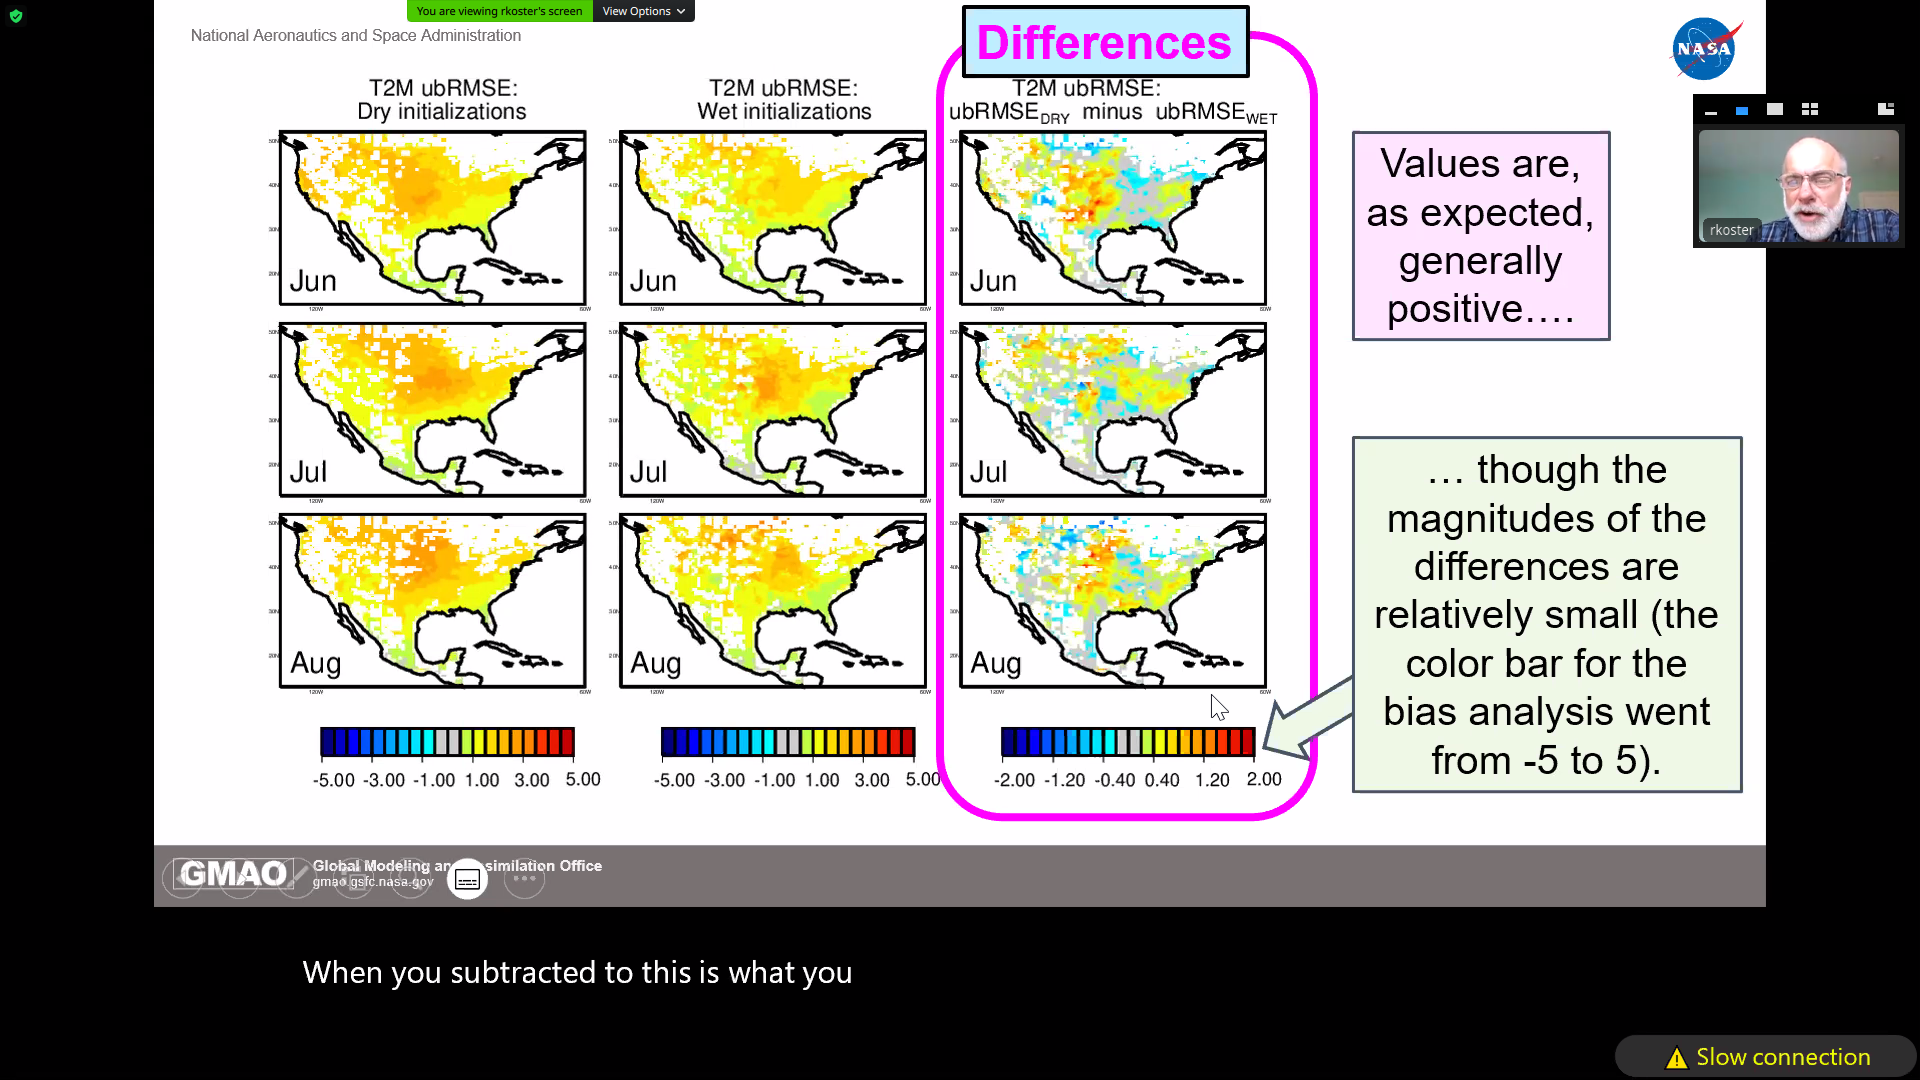 You are viewing rkoster's screen View Options
National Aeronautics and Space Administration
Differences
NASA
T2M ubRMSE:
Dry initializations
T2M ubRMSE:
Wet initializations
T2M ubRMSE:
ubRMSEDRY minus ubRMSEWET
Jun
Jun
Jun
Jul
Jul
Jul
Aug
Aug
Aug
-5.00 -3.00 -1.00 1.00 3.00 5.00
-5.00 -3.00 -1.00 1.00 3.00 5.00
-2.00 -1.20 -0.40 0.40 1.20 2.00
Values are,
as expected,
generally
positive….
… though the
magnitudes of the
differences are
relatively small (the
color bar for the
bias analysis went
from -5 to 5).
rkoster
GMAO
Global Modeling an simulation Office
gmao.gsfc.nasa.gov
When you subtracted to this is what you
Slow connection